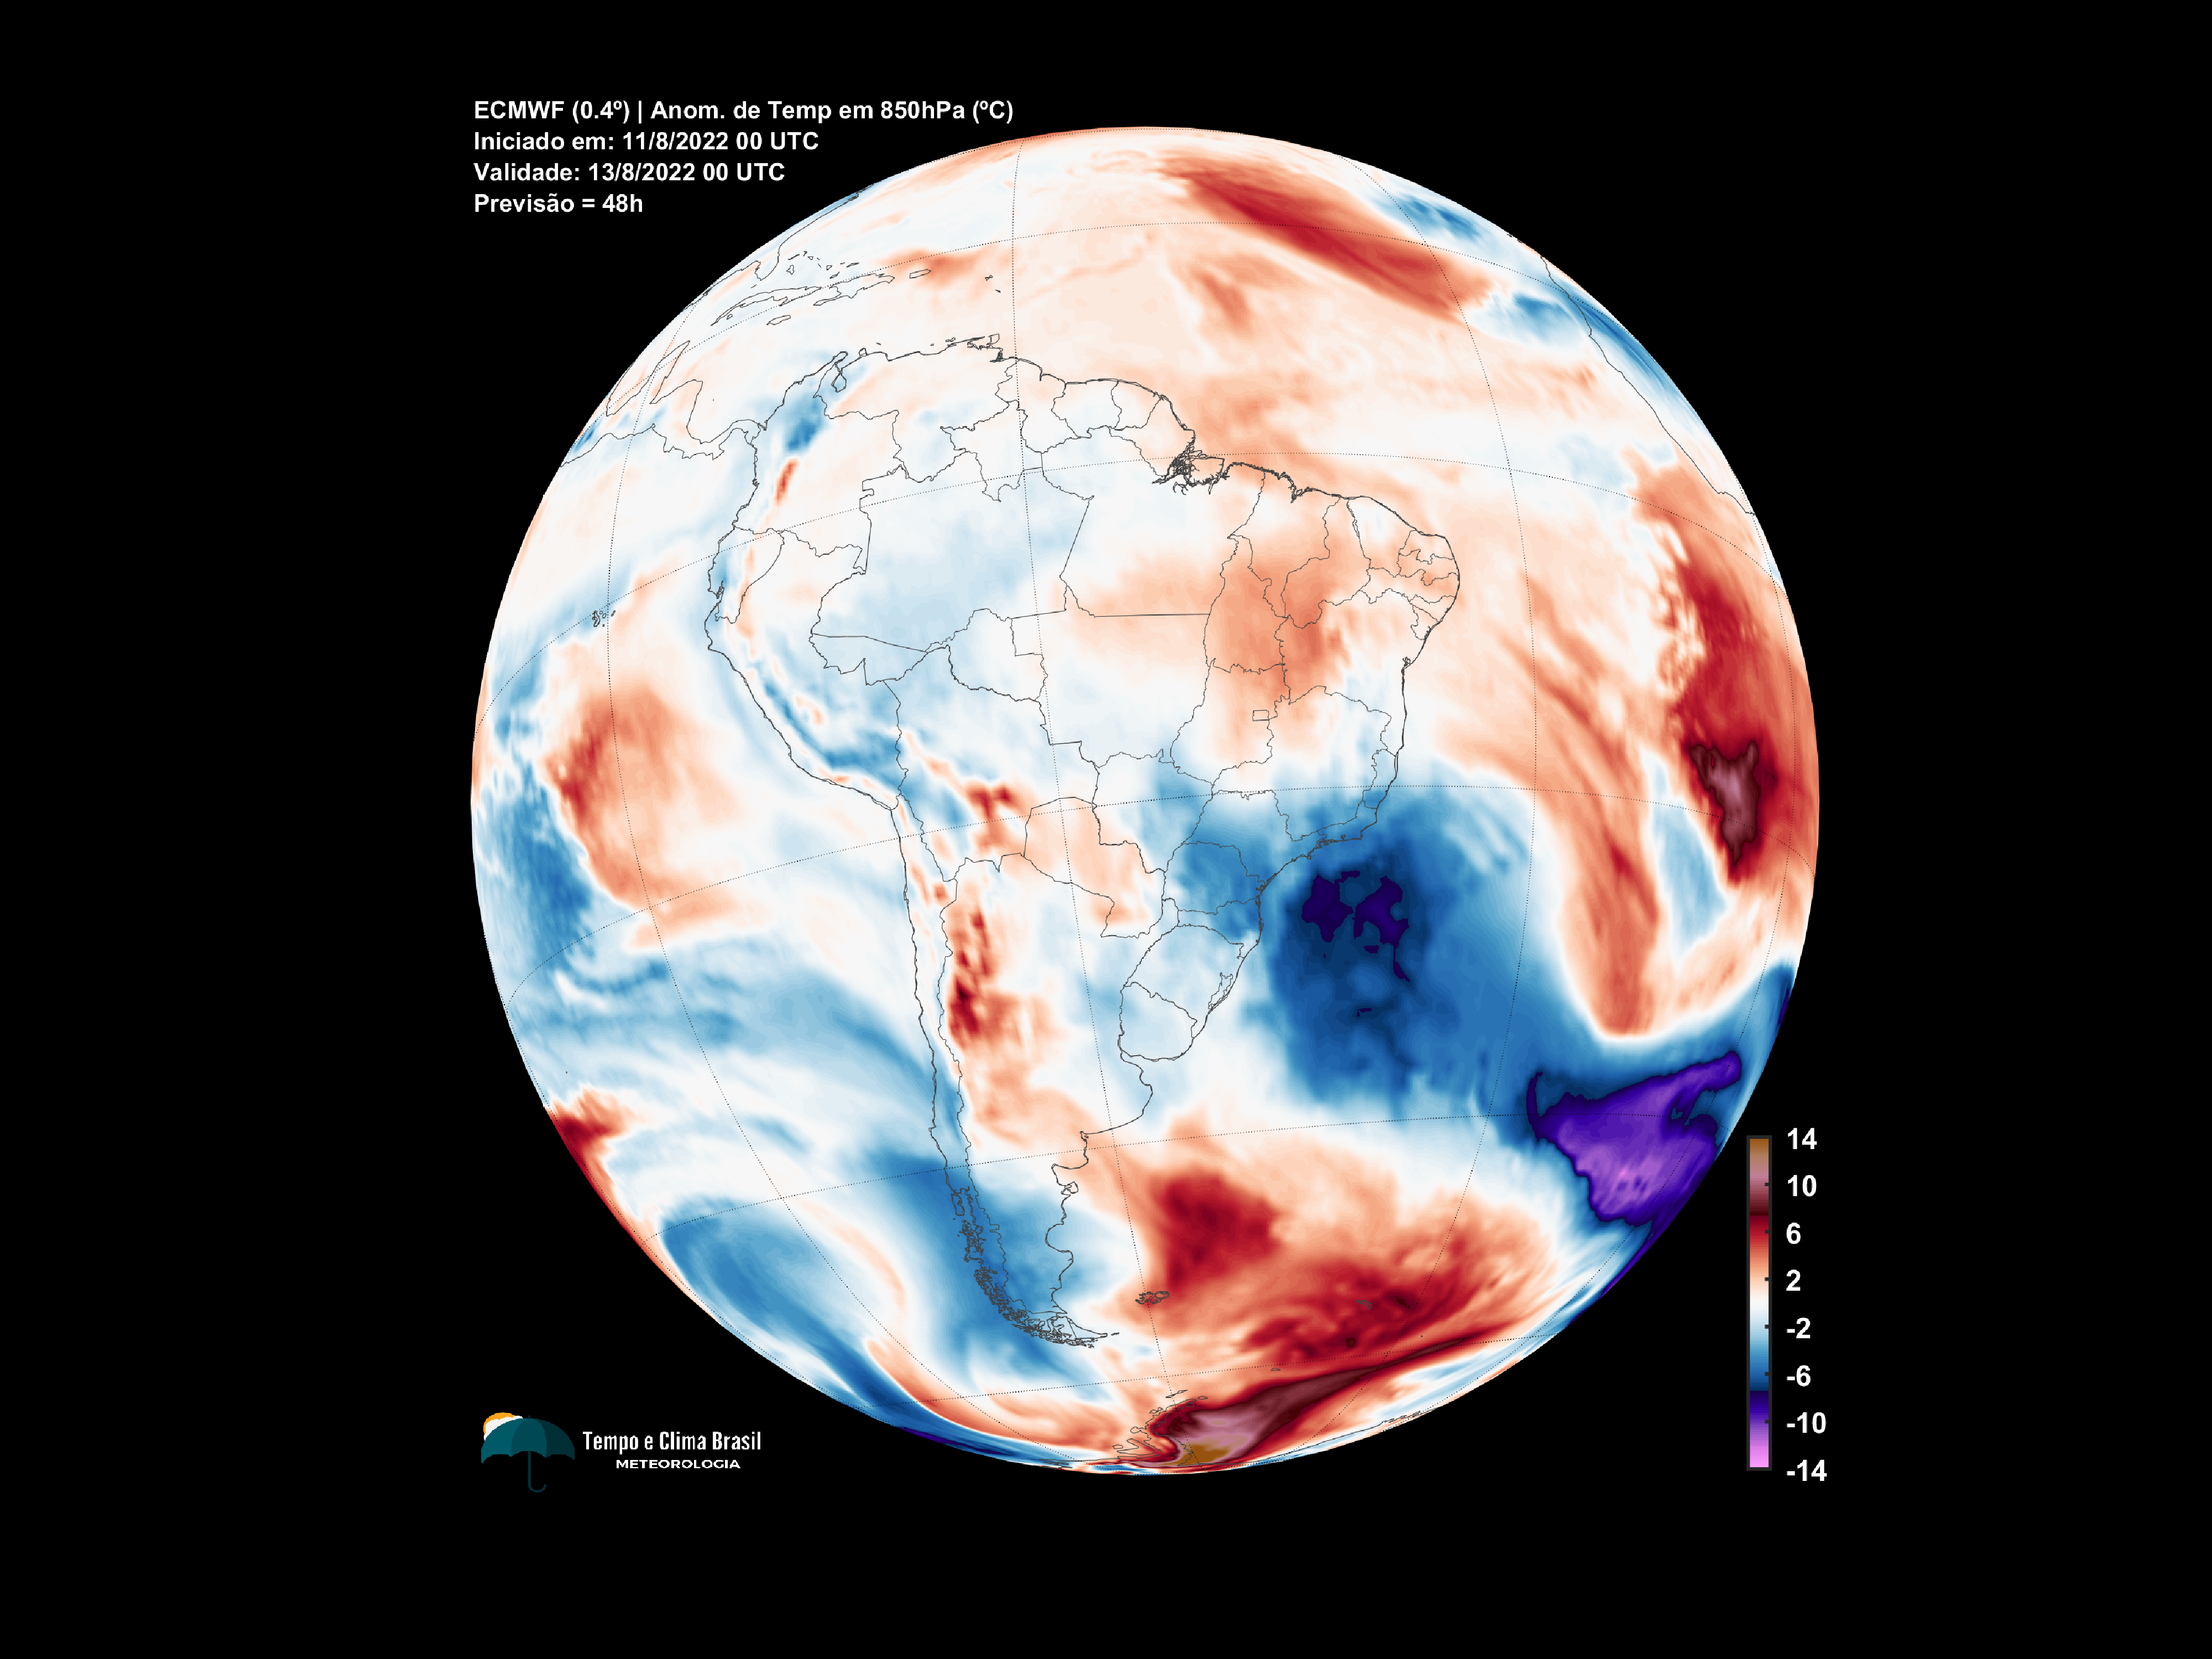 ECMWF (0.4º) | Anom. de Temp em 850hPa (ºC)
Iniciado em: 11/8/2022 00 UTC
Validade: 13/8/2022 00 UTC
Previsão = 48h
14
10
6
2
-2
-6
-10
-14
Tempo e Clima Brasil
METEOROLOGIA